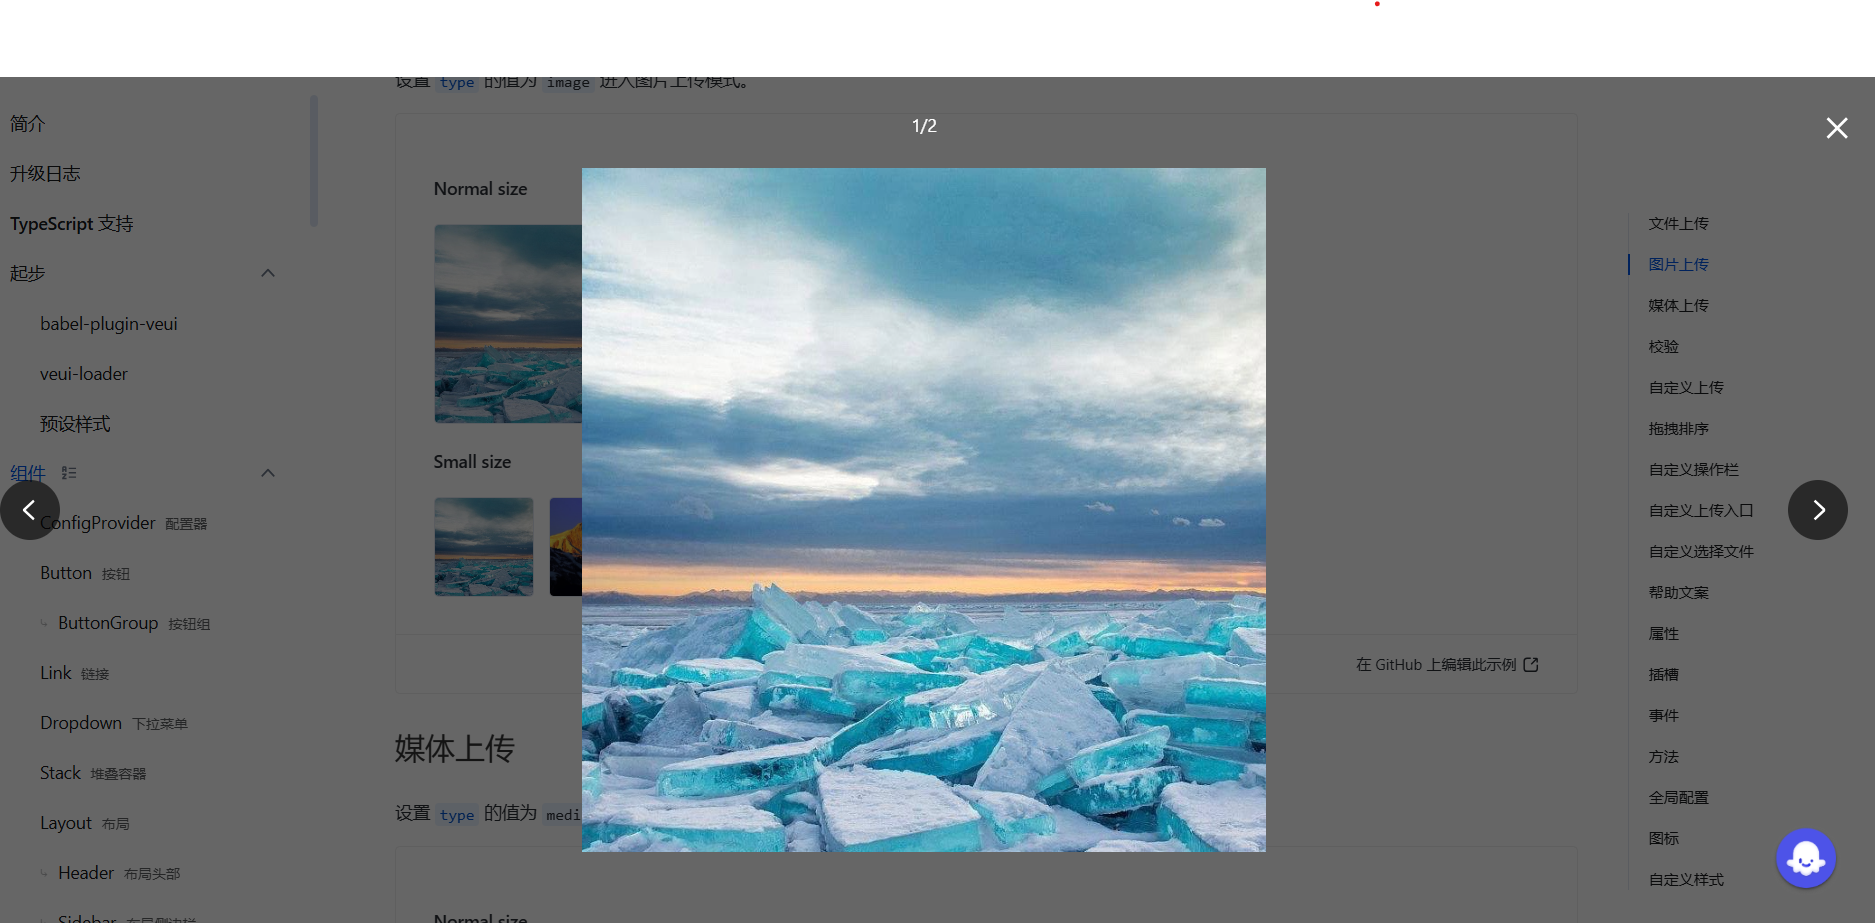 设置 type 的值为 image 进入图片上传模式。
1/2
简介
升级日志
TypeScript 支持
起步
babel-plugin-veui
veui-loader
预设样式
组件
ConfigProvider 配置器
Button 按钮
ButtonGroup 按钮组
Link 链接
Dropdown 下拉菜单
Stack 堆叠容器
Layout 布局
Header 布局头部
Sidebar 布局侧边栏
Normal size
Small size
在 GitHub 上编辑此示例
媒体上传
设置 type 的值为 medi
Normal size
文件上传
图片上传
媒体上传
校验
自定义上传
拖拽排序
自定义操作栏
自定义上传入口
自定义选择文件
帮助文案
属性
插槽
事件
方法
全局配置
图标
自定义样式